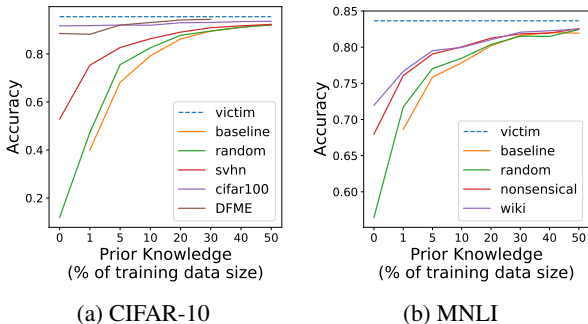 Accuracy
0.8
0.6
0.4
0.2
victim
baseline
random
svhn
cifar100
DFME
0 1 5 10 20 30 40 50
Prior Knowledge
(% of training data size)
(a) CIFAR-10
Accuracy
0.85
0.80
0.75
0.70
0.65
0.60
victim
baseline
random
nonsensical
wiki
0 1 5 10 20 30 40 50
Prior Knowledge
(% of training data size)
(b) MNLI